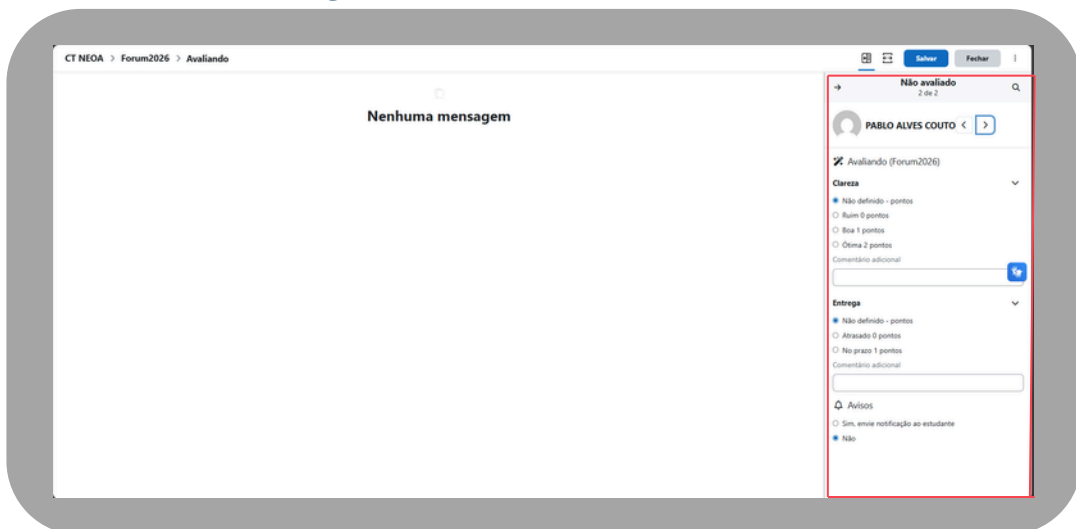 CT NEOA > Forum2026 > Avaliando
Salvar
Fechar
Nenhuma mensagem
Não avaliado
2 de 2
PABLO ALVES COUTO
Avaliando (Forum2026)
Clareza
Não definido - pontos
Ruim 0 pontos
Boa 1 pontos
Ótima 2 pontos
Comentário adicional
Entrega
Não definido - pontos
Atrasado 0 pontos
No prazo 1 pontos
Comentário adicional
Avisos
Sim, envie notificação ao estudante
Não